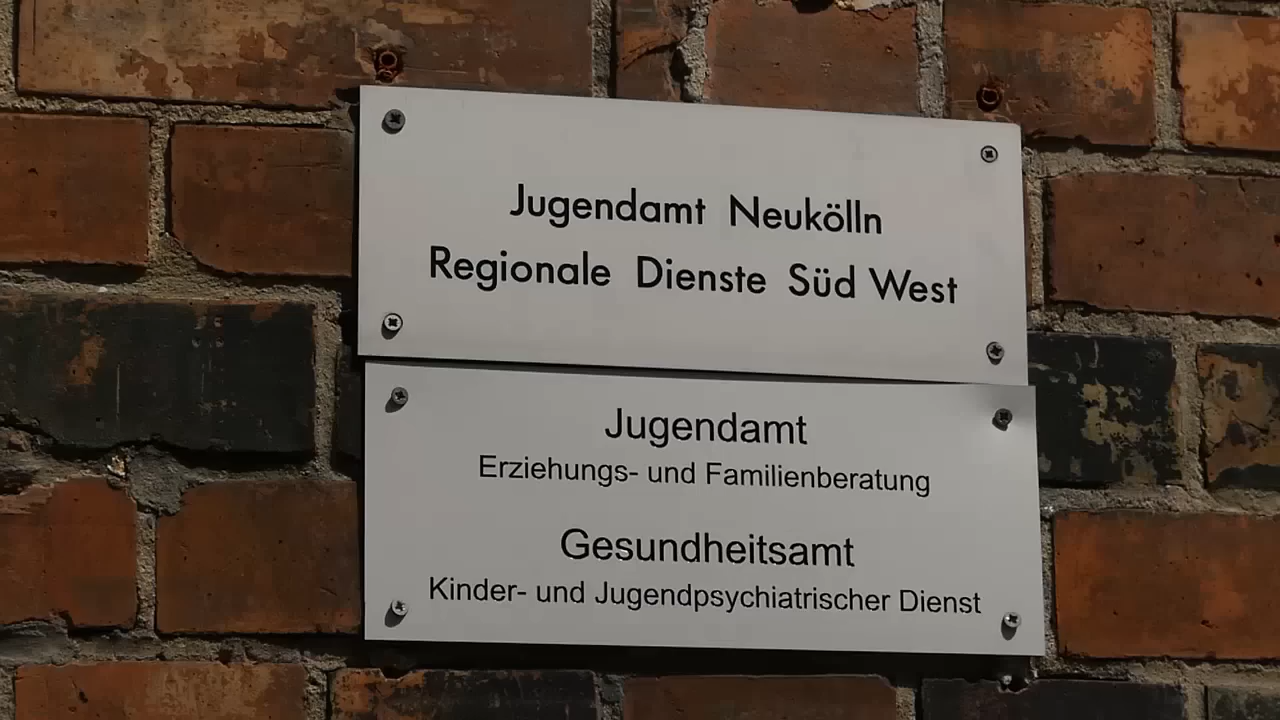 Jugendamt Neukölln
Regionale Dienste Süd West
Jugendamt
Erziehungs- und Familienberatung
Gesundheitsamt
Kinder- und Jugendpsychiatrischer Dienst